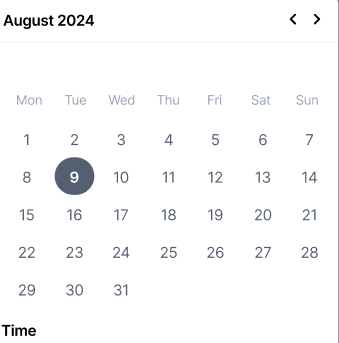 August 2024
Mon Tue Wed Thu Fri Sat Sun
1 2 3 4 5 6 7
8 9 10 11 12 13 14
15 16 17 18 19 20 21
22 23 24 25 26 27 28
29 30 31
Time